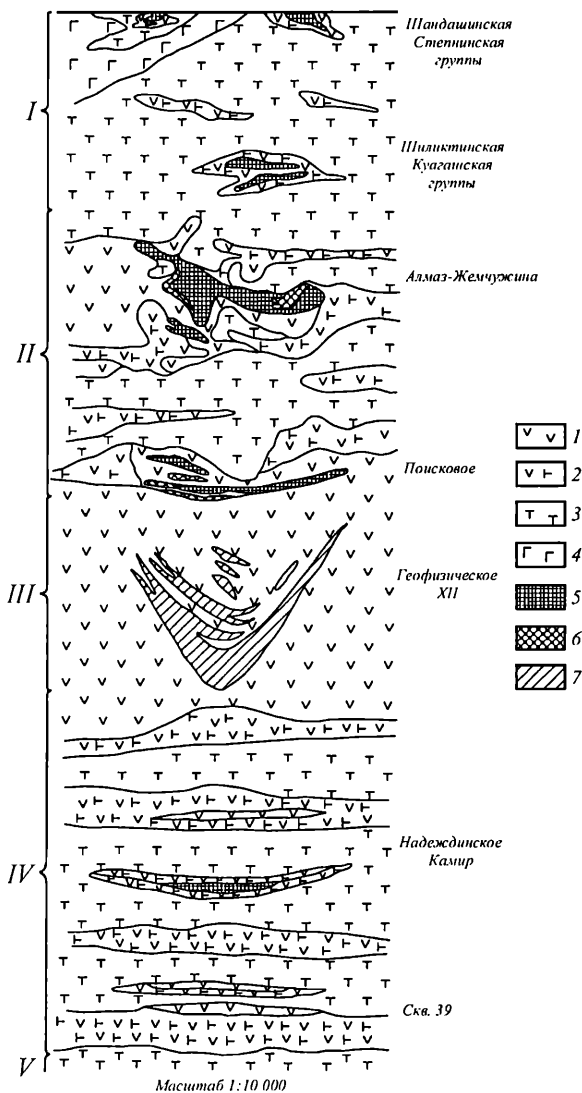 Шандашинская
Степнинская
группы
I
Шиликтинская
Куагашская
группы
Алмаз-Жемчужина
II
1
2
Поисковое
3
4
Геофизическое
XII
III
5
6
7
Надеждинское
Камир
IV
Скв. 39
V
Масштаб 1:10 000